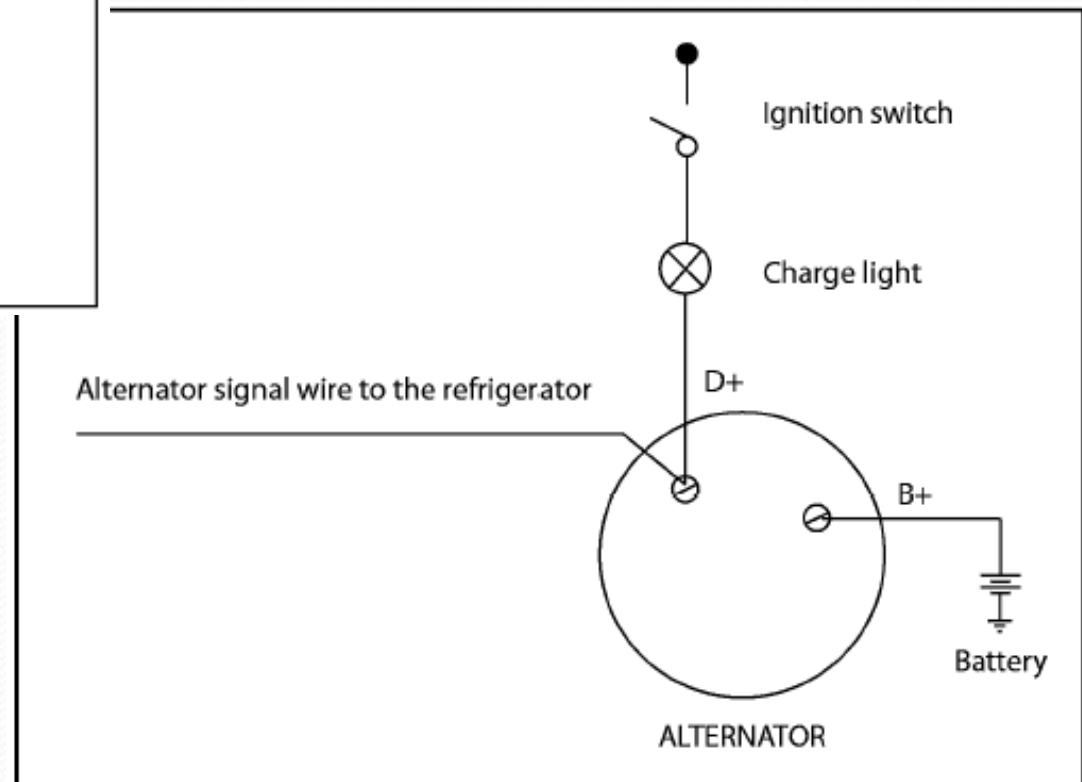 Ignition switch
Charge light
Alternator signal wire to the refrigerator
D+
B+
Battery
ALTERNATOR